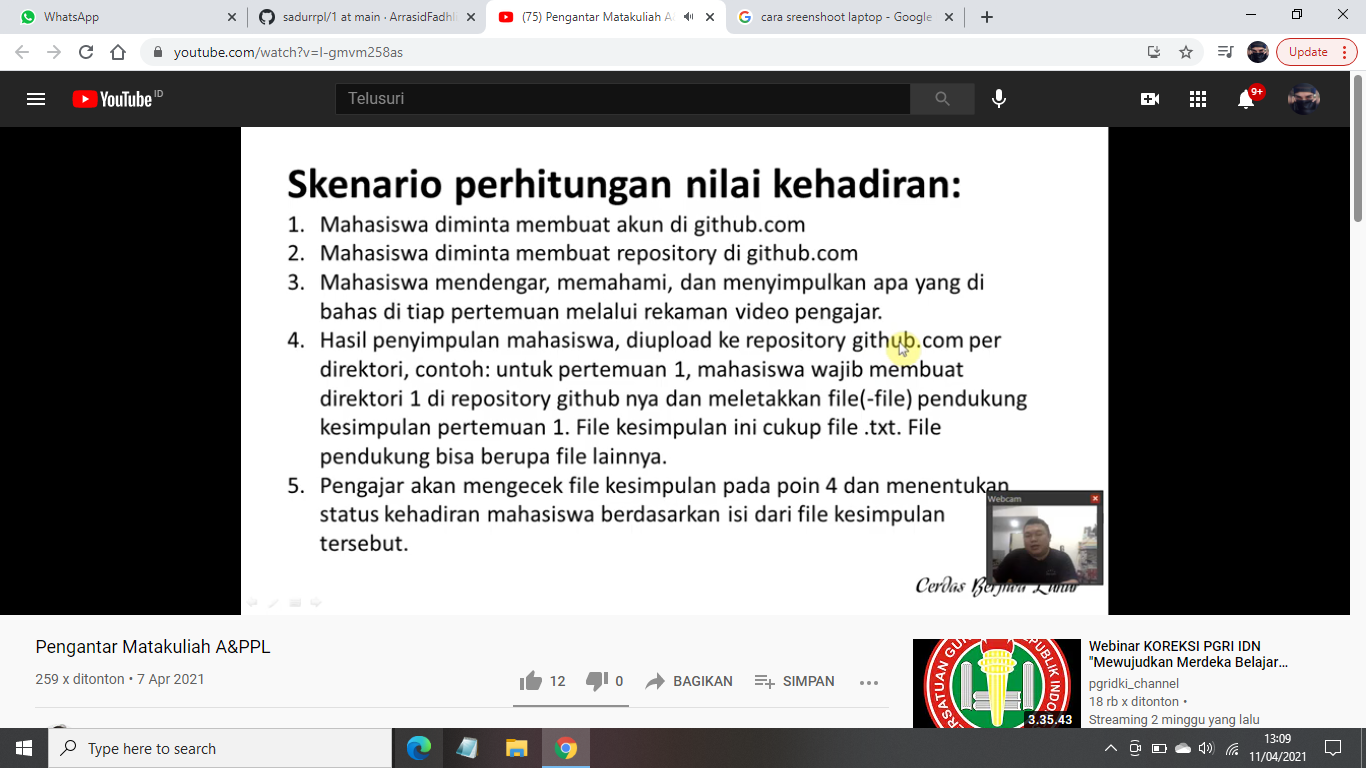 WhatsApp
sadurrpl/1 at main · ArrasidFadhli
(75) Pengantar Matakuliah A
cara sreenshoot laptop - Google
youtube.com/watch?v=I-gmvm258as
Update
YouTube ID
Telusuri
9+
Skenario perhitungan nilai kehadiran:
1. Mahasiswa diminta membuat akun di github.com
2. Mahasiswa diminta membuat repository di github.com
3. Mahasiswa mendengar, memahami, dan menyimpulkan apa yang di
bahas di tiap pertemuan melalui rekaman video pengajar.
4. Hasil penyimpulan mahasiswa, diupload ke repository github.com per
direktori, contoh: untuk pertemuan 1, mahasiswa wajib membuat
direktori 1 di repository github nya dan meletakkan file(-file) pendukung
kesimpulan pertemuan 1. File kesimpulan ini cukup file .txt. File
pendukung bisa berupa file lainnya.
5. Pengajar akan mengecek file kesimpulan pada poin 4 dan menentukan
status kehadiran mahasiswa berdasarkan isi dari file kesimpulan
tersebut.
Webcam
Cerdas Berjiwa Luhur
Pengantar Matakuliah A&PPL
259 x ditonton • 7 Apr 2021
12
0
BAGIKAN
SIMPAN
3.35.43
Webinar KOREKSI PGRI IDN
"Mewujudkan Merdeka Belajar...
pgridki_channel
18 rb x ditonton •
Streaming 2 minggu yang lalu
Type here to search
13:09
11/04/2021